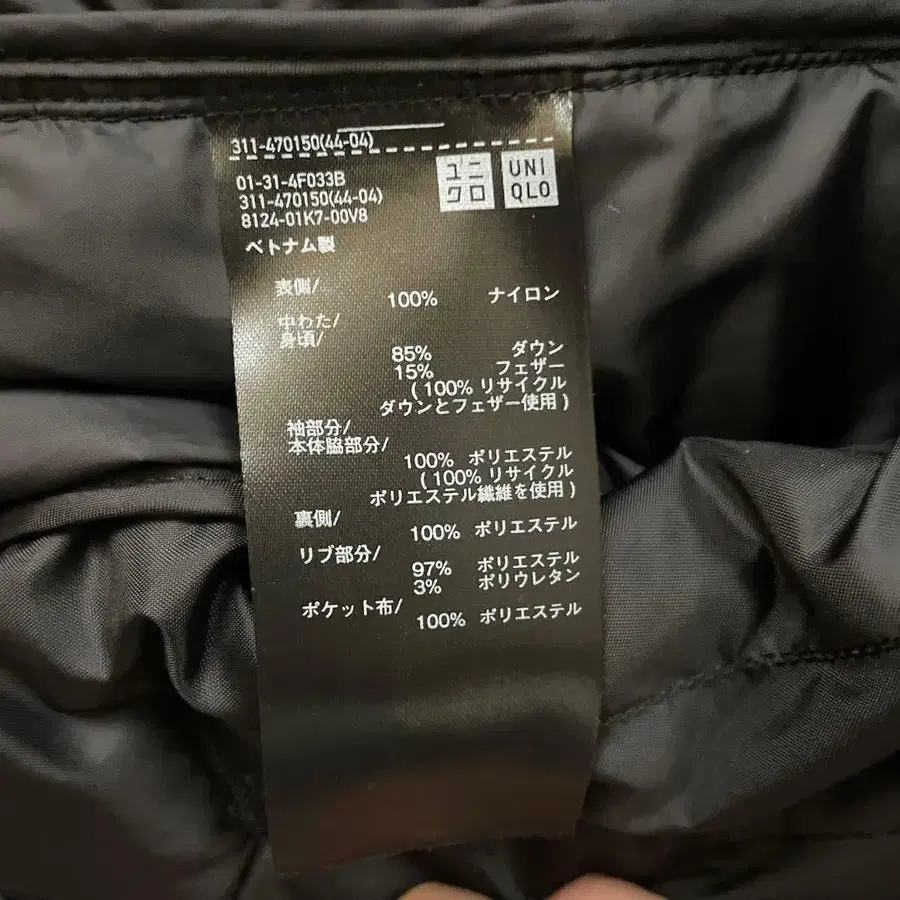 311-470150(44-04)
ユニ
クロ
UNI
QLO
01-31-4F033B
311-470150(44-04)
8124-01K7-00V8
ベトナム製
表側/
100% ナイロン
中わた/
身頃/
85% ダウン
15% フェザー
(100% リサイクル
ダウンとフェザー使用)
袖部分/
本体脇部分/
100% ポリエステル
(100% リサイクル
ポリエステル繊維を使用)
裏側/
100% ポリエステル
リブ部分/
97% ポリエステル
3% ポリウレタン
ポケット布/
100% ポリエステル